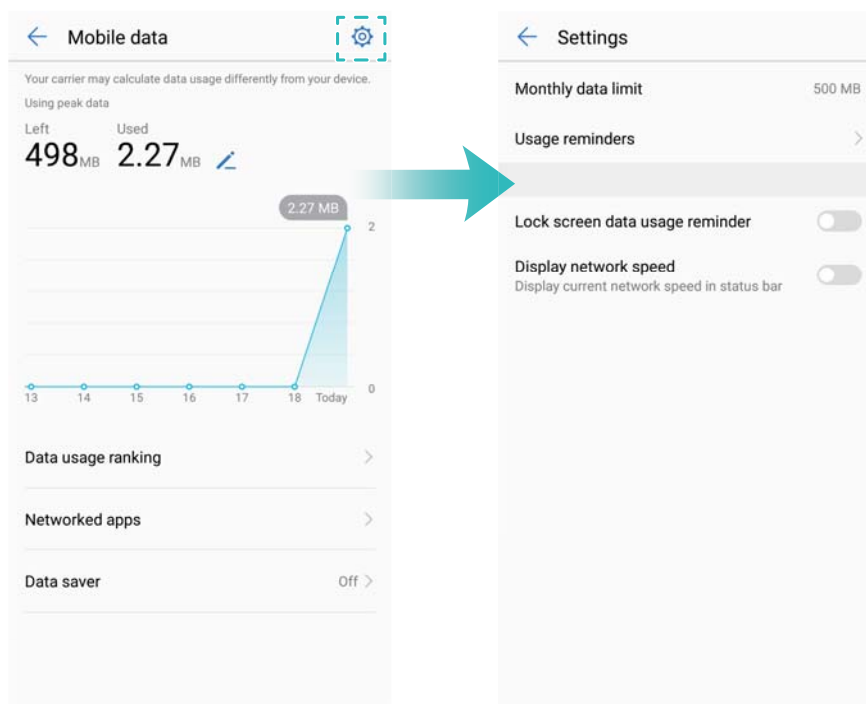 Mobile data
Your carrier may calculate data usage differently from your device.
Using peak data
Left Used
498MB 2.27MB
2.27 MB
2
0
13 14 15 16 17 18 Today
Data usage ranking
Networked apps
Data saver Off
Settings
Monthly data limit 500 MB
Usage reminders
Lock screen data usage reminder
Display network speed
Display current network speed in status bar